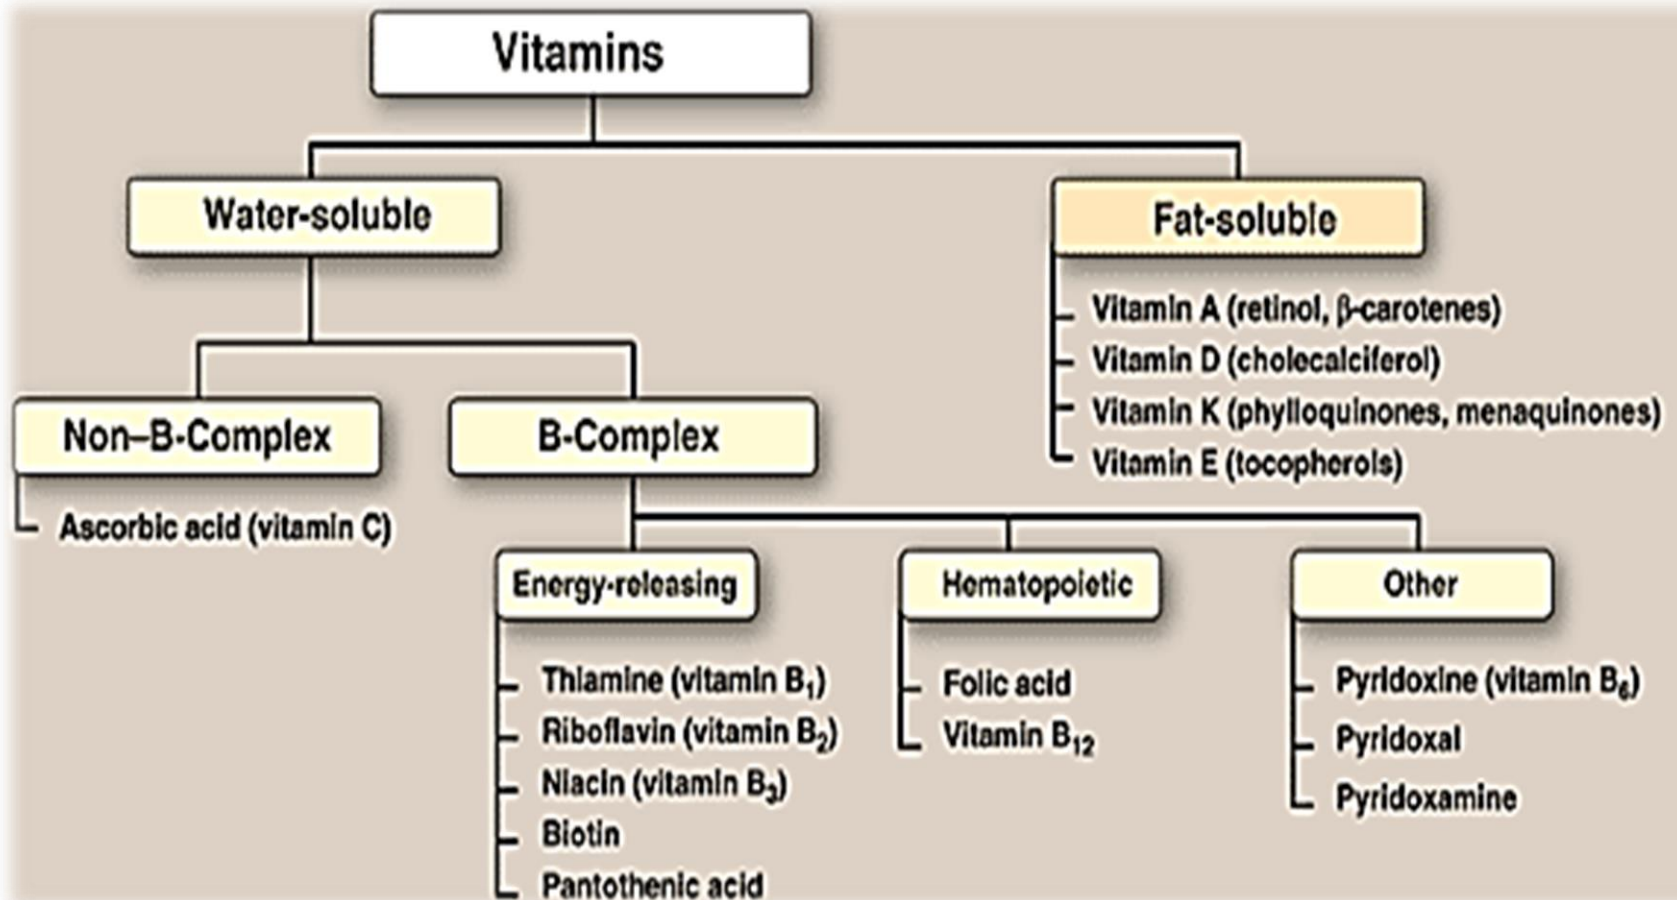 Vitamins
Water-soluble
Fat-soluble
Vitamin A (retinol, β-carotenes)
Vitamin D (cholecalciferol)
Vitamin K (phylloquinones, menaquinones)
Vitamin E (tocopherols)
Non–B-Complex
Ascorbic acid (vitamin C)
B-Complex
Energy-releasing
Thiamine (vitamin B₁)
Riboflavin (vitamin B₂)
Niacin (vitamin B₃)
Biotin
Pantothenic acid
Hematopoietic
Folic acid
Vitamin B₁₂
Other
Pyridoxine (vitamin B₆)
Pyridoxal
Pyridoxamine